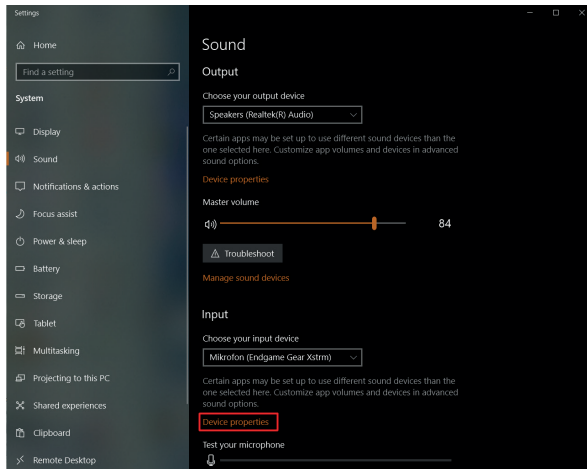 Settings
Home
Find a setting
System
Display
Sound
Notifications & actions
Focus assist
Power & sleep
Battery
Storage
Tablet
Multitasking
Projecting to this PC
Shared experiences
Clipboard
Remote Desktop
Sound
Output
Choose your output device
Speakers (Realtek(R) Audio)
Certain apps may be set up to use different sound devices than the
one selected here. Customize app volumes and devices in advanced
sound options.
Device properties
Master volume
84
Troubleshoot
Manage sound devices
Input
Choose your input device
Mikrofon (Endgame Gear Xstrm)
Certain apps may be set up to use different sound devices than the
one selected here. Customize app volumes and devices in advanced
sound options.
Device properties
Test your microphone